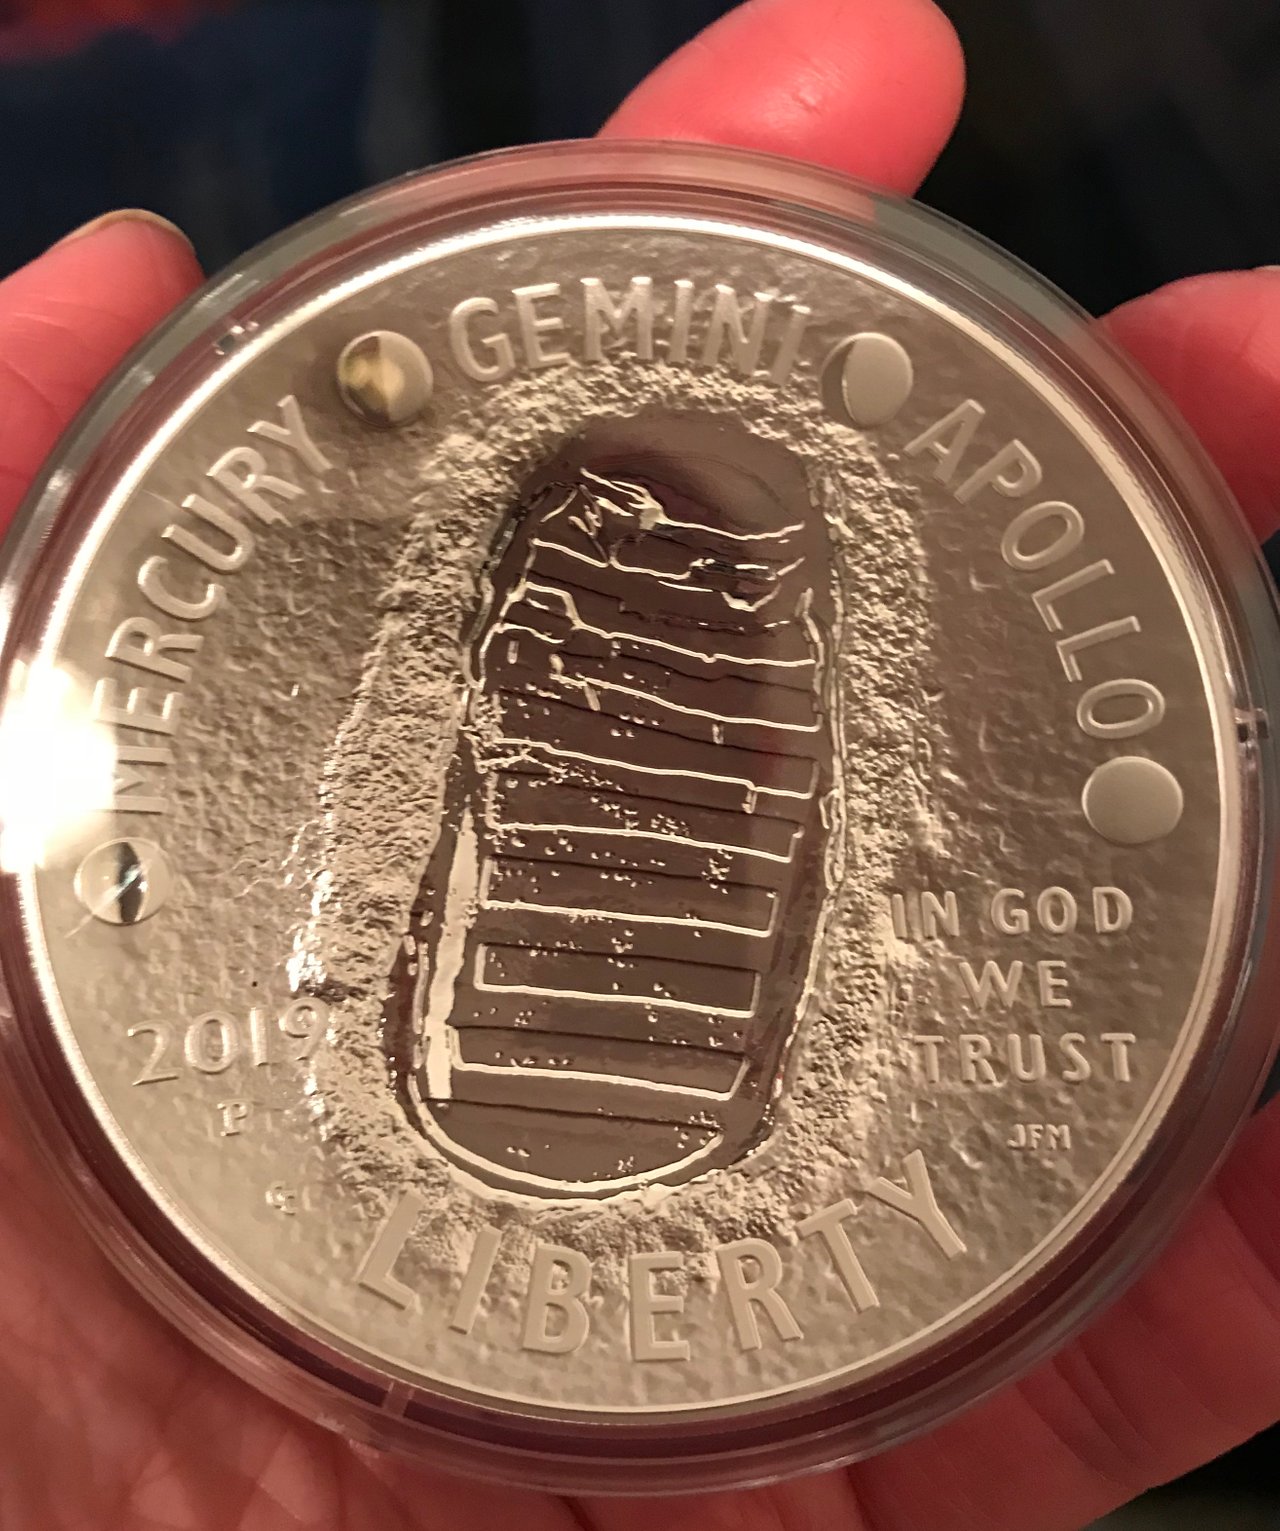 MERCURY
GEMINI
APOLLO
IN GOD
WE
TRUST
JFM
2019
P
LIBERTY